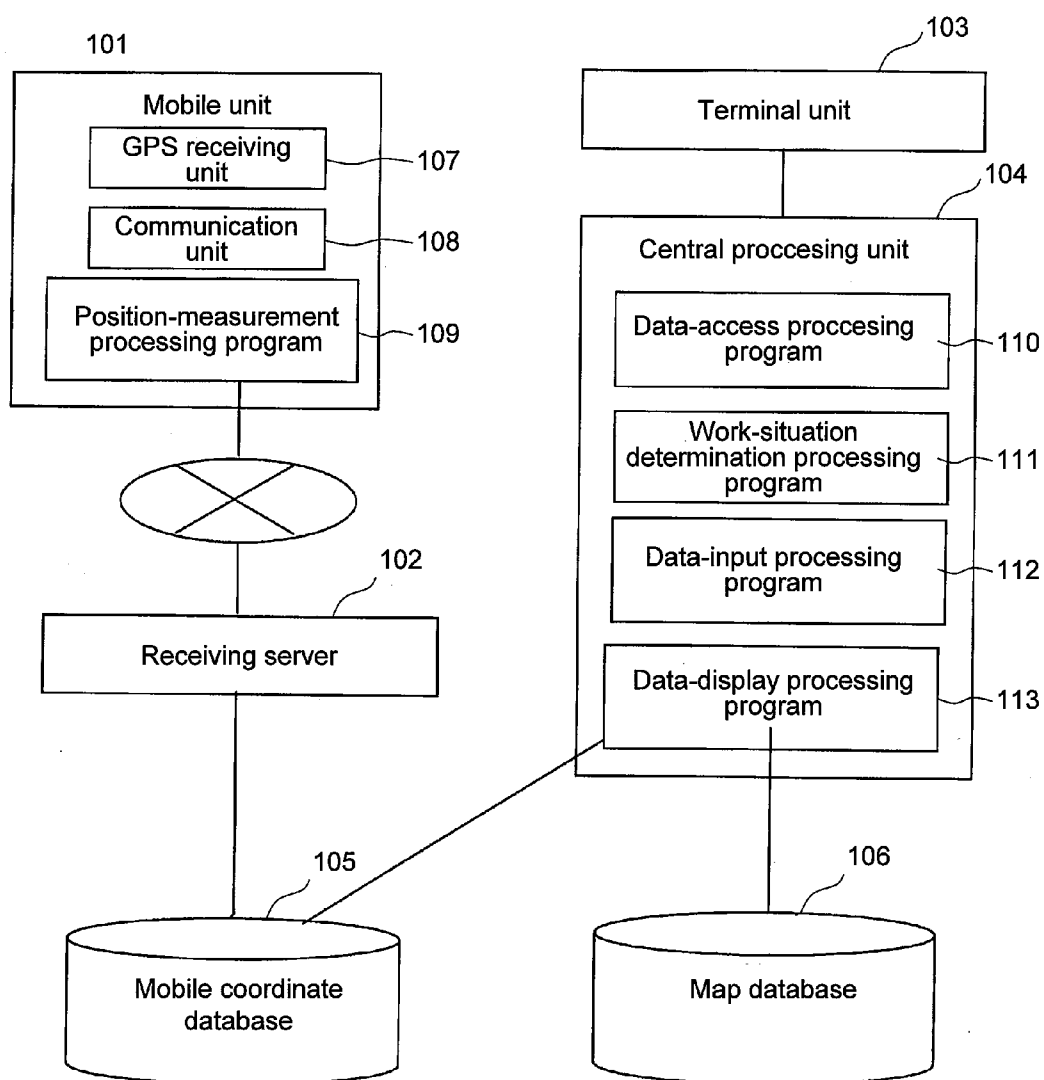 101
Mobile unit
GPS receiving
unit
107
Communication
unit
108
Position-measurement
processing program
109
102
Receiving server
103
Terminal unit
104
Central proccesing unit
Data-access proccesing
program
110
Work-situation
determination processing
program
111
Data-input processing
program
112
Data-display processing
program
113
105
Mobile coordinate
database
106
Map database